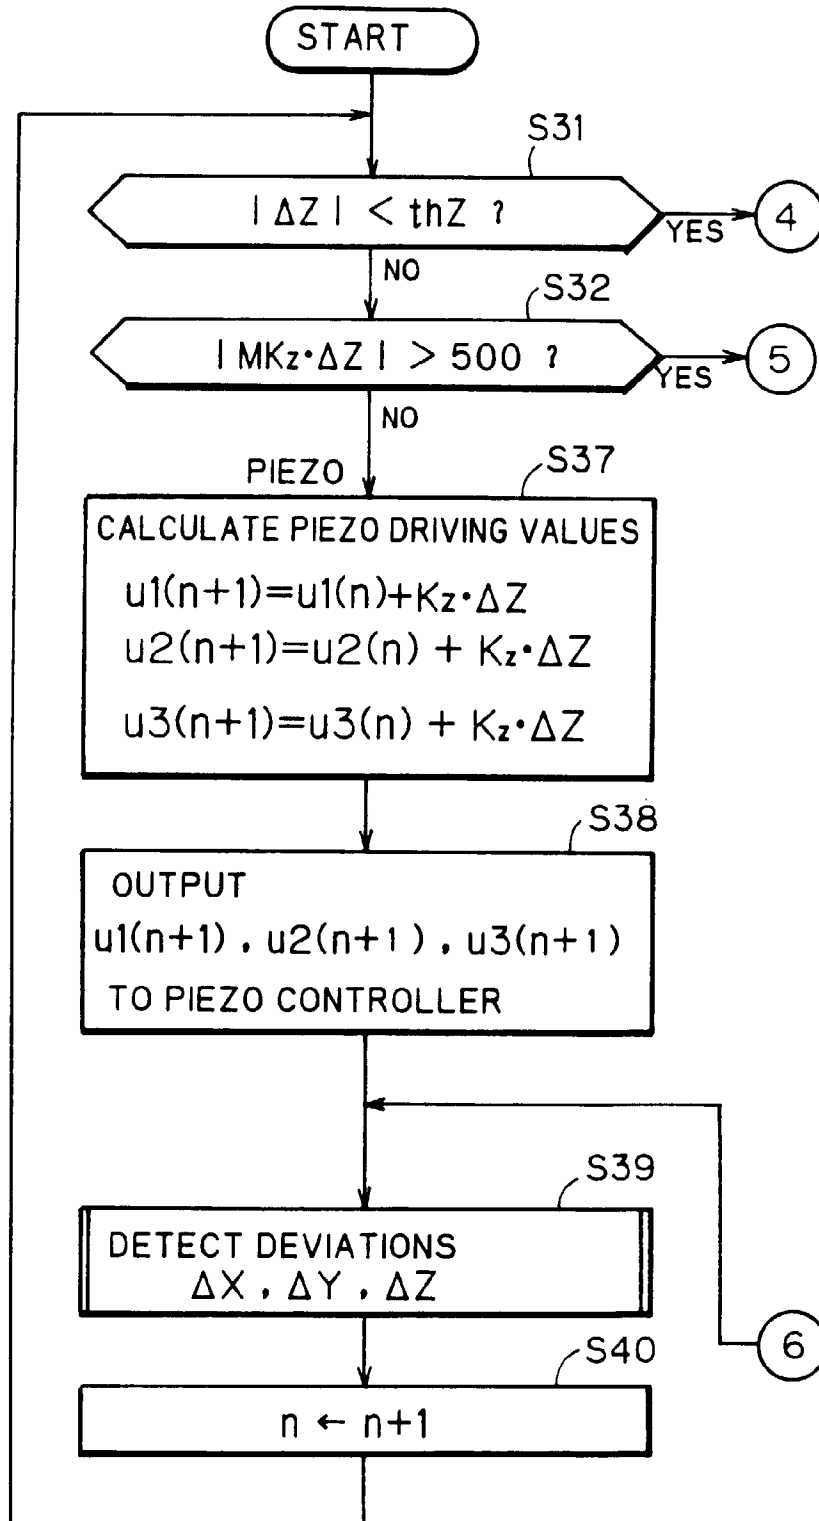 START
S31
| ΔZ | < thZ ?
YES
4
NO
S32
| MKz·ΔZ | > 500 ?
YES
5
NO
PIEZO
S37
CALCULATE PIEZO DRIVING VALUES
u1(n+1)=u1(n)+Kz·ΔZ
u2(n+1)=u2(n) + Kz·ΔZ
u3(n+1)=u3(n) + Kz·ΔZ
S38
OUTPUT
u1(n+1) , u2(n+1) , u3(n+1)
TO PIEZO CONTROLLER
S39
DETECT DEVIATIONS
ΔX , ΔY , ΔZ
6
S40
n ← n+1